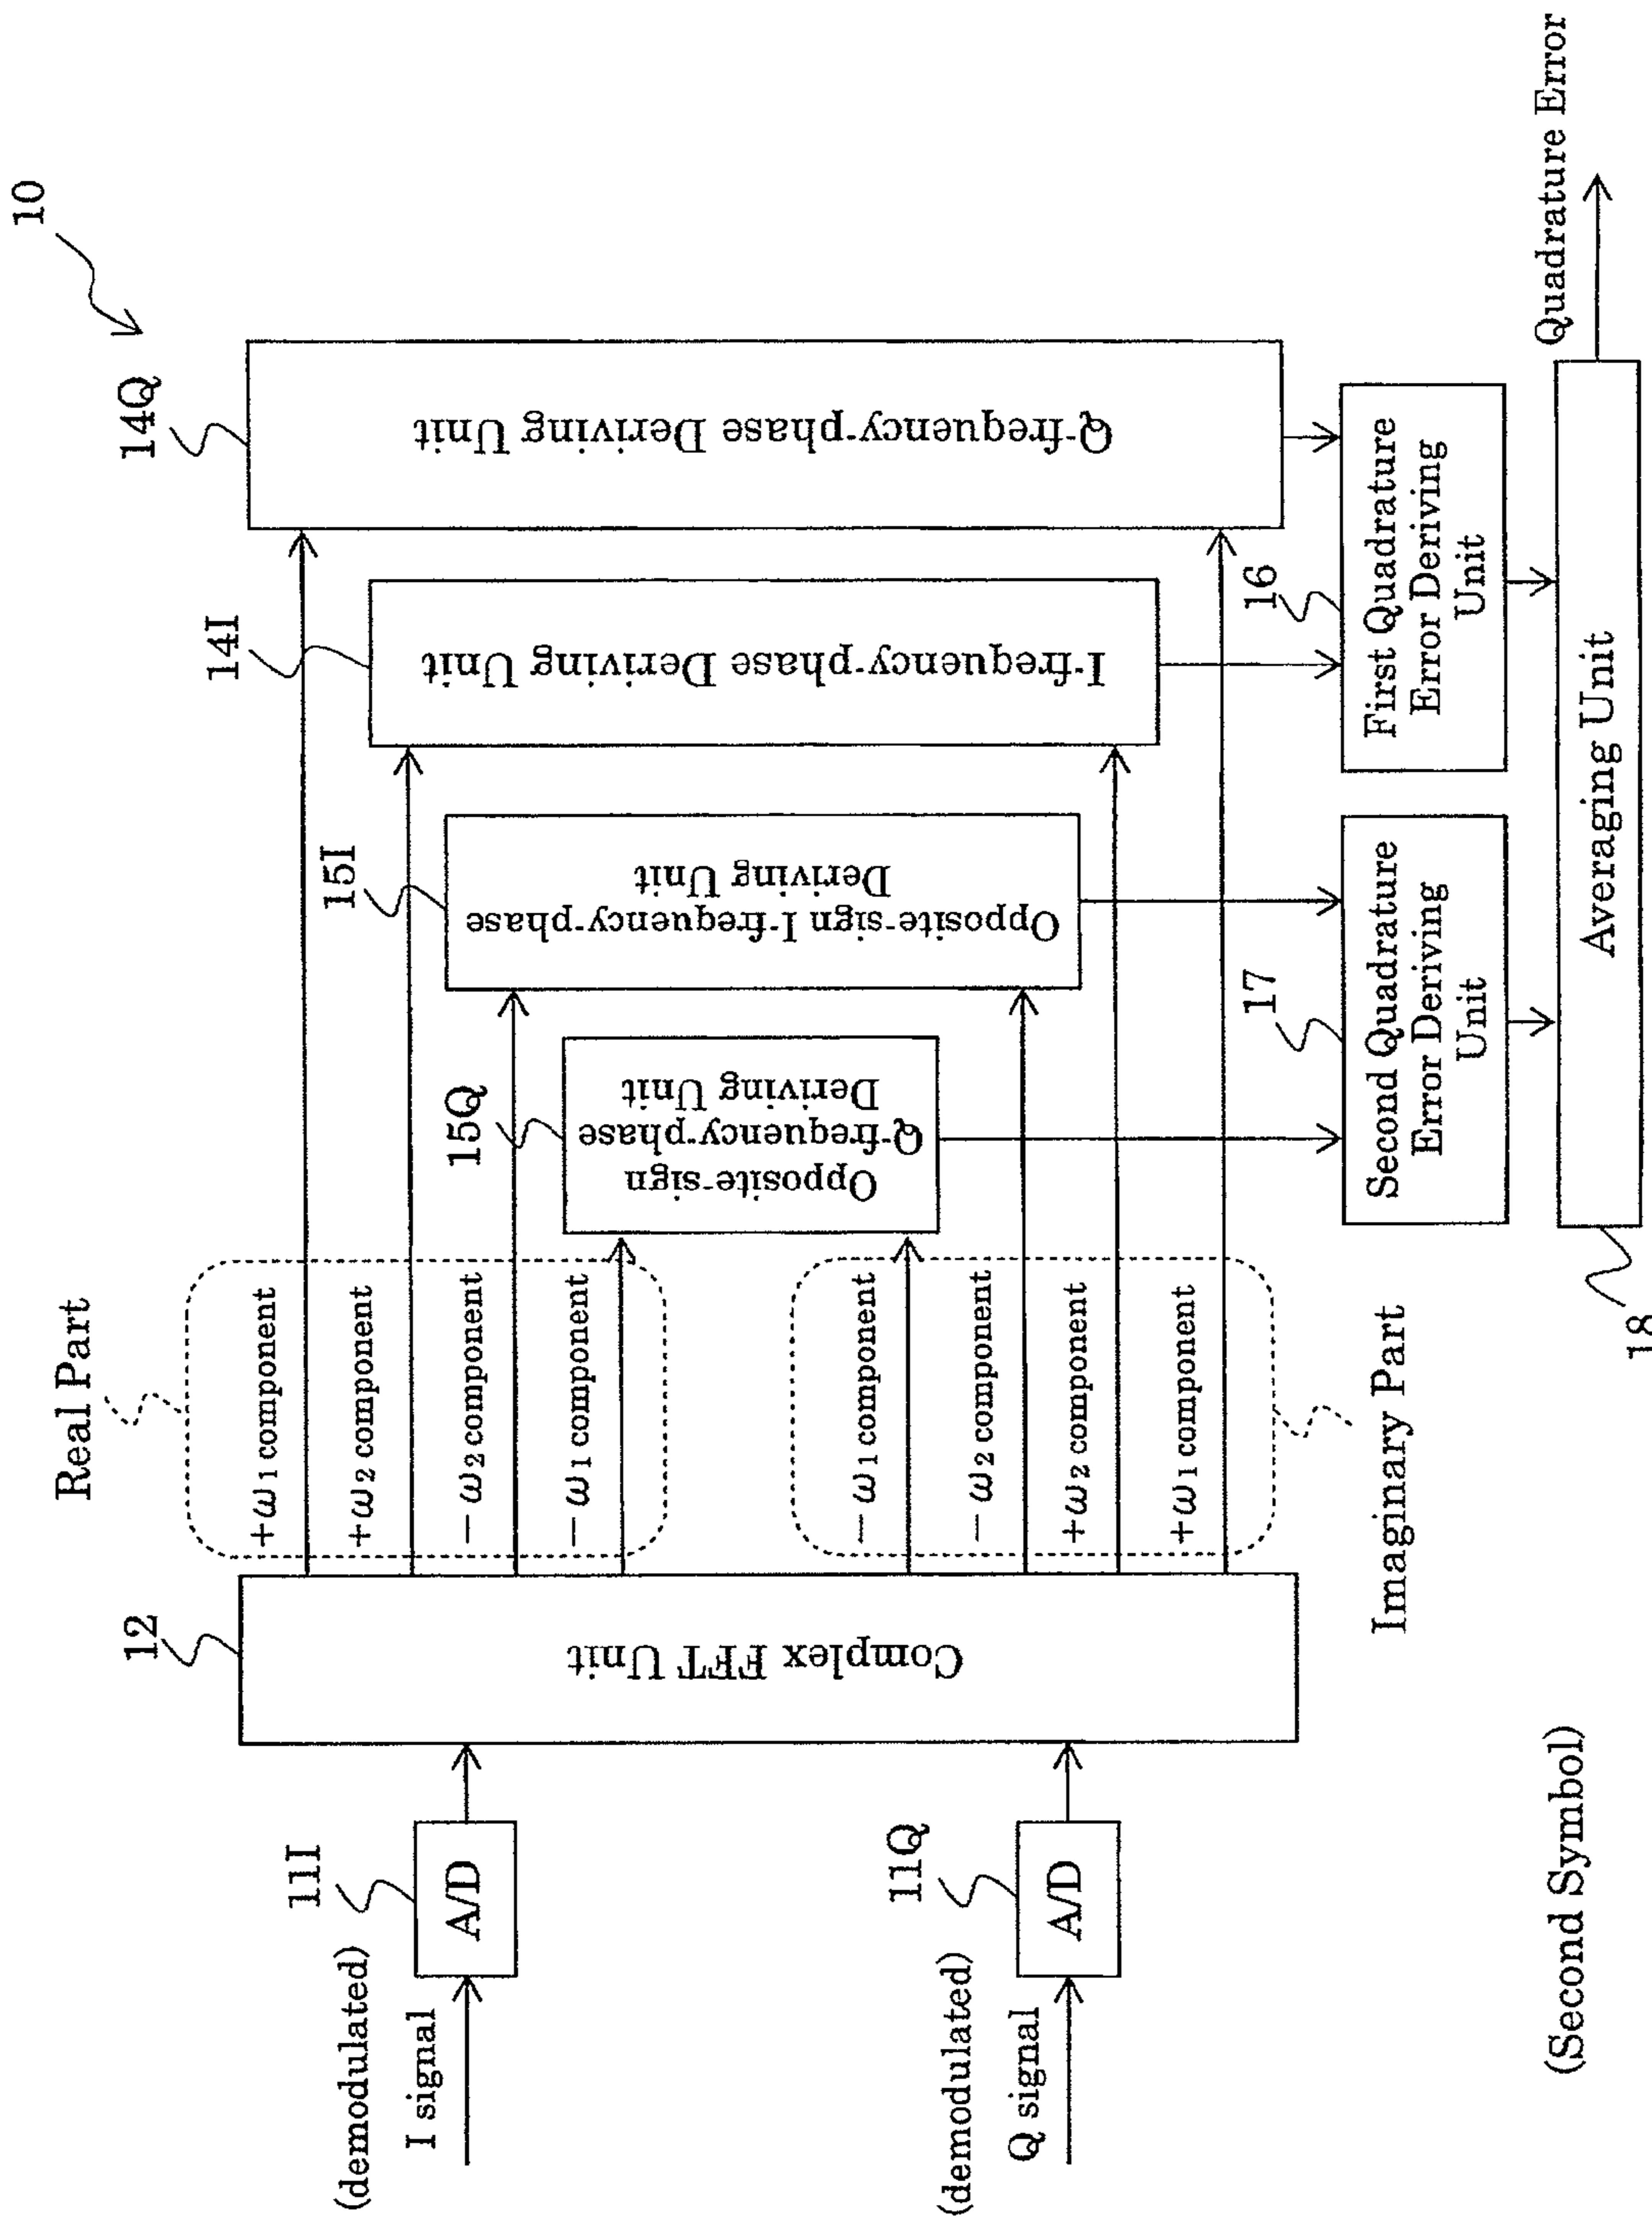 10
14Q
Q-frequency-phase Deriving Unit
14I
I-frequency-phase Deriving Unit
15I
Opposite-sign I-frequency-phase
Deriving Unit
15Q
Opposite-sign
Q-frequency-phase
Deriving Unit
Real Part
+ω1 component
+ω2 component
−ω2 component
−ω1 component
−ω1 component
−ω2 component
+ω2 component
+ω1 component
Imaginary Part
12
Complex FFT Unit
11I
A/D
(demodulated)
I signal
11Q
A/D
(demodulated)
Q signal
16
First Quadrature
Error Deriving
Unit
17
Second Quadrature
Error Deriving
Unit
18
Averaging Unit
Quadrature Error
(Second Symbol)